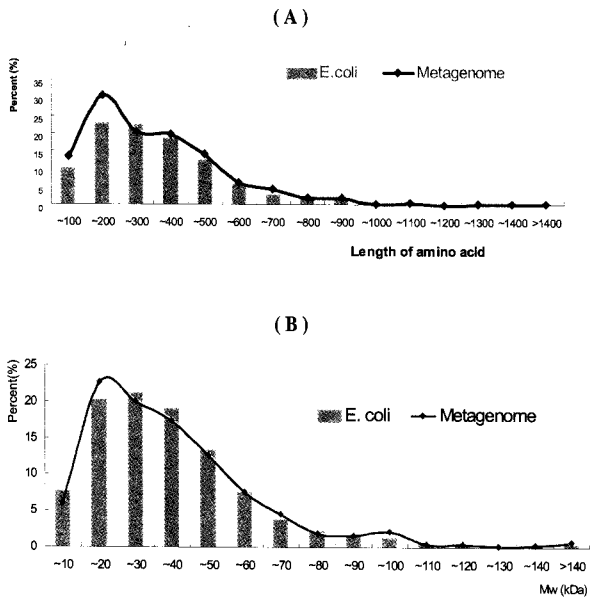 (A)
Percent (%)
35
30
25
20
15
10
5
0
E.coli Metagenome
~100 ~200 ~300 ~400 ~500 ~600 ~700 ~800 ~900 ~1000 ~1100 ~1200 ~1300 ~1400 >1400
Length of amino acid
(B)
Percent(%)
25
20
15
10
5
0
E. coli Metagenome
~10 ~20 ~30 ~40 ~50 ~60 ~70 ~80 ~90 ~100 ~110 ~120 ~130 ~140 >140
Mw (kDa)